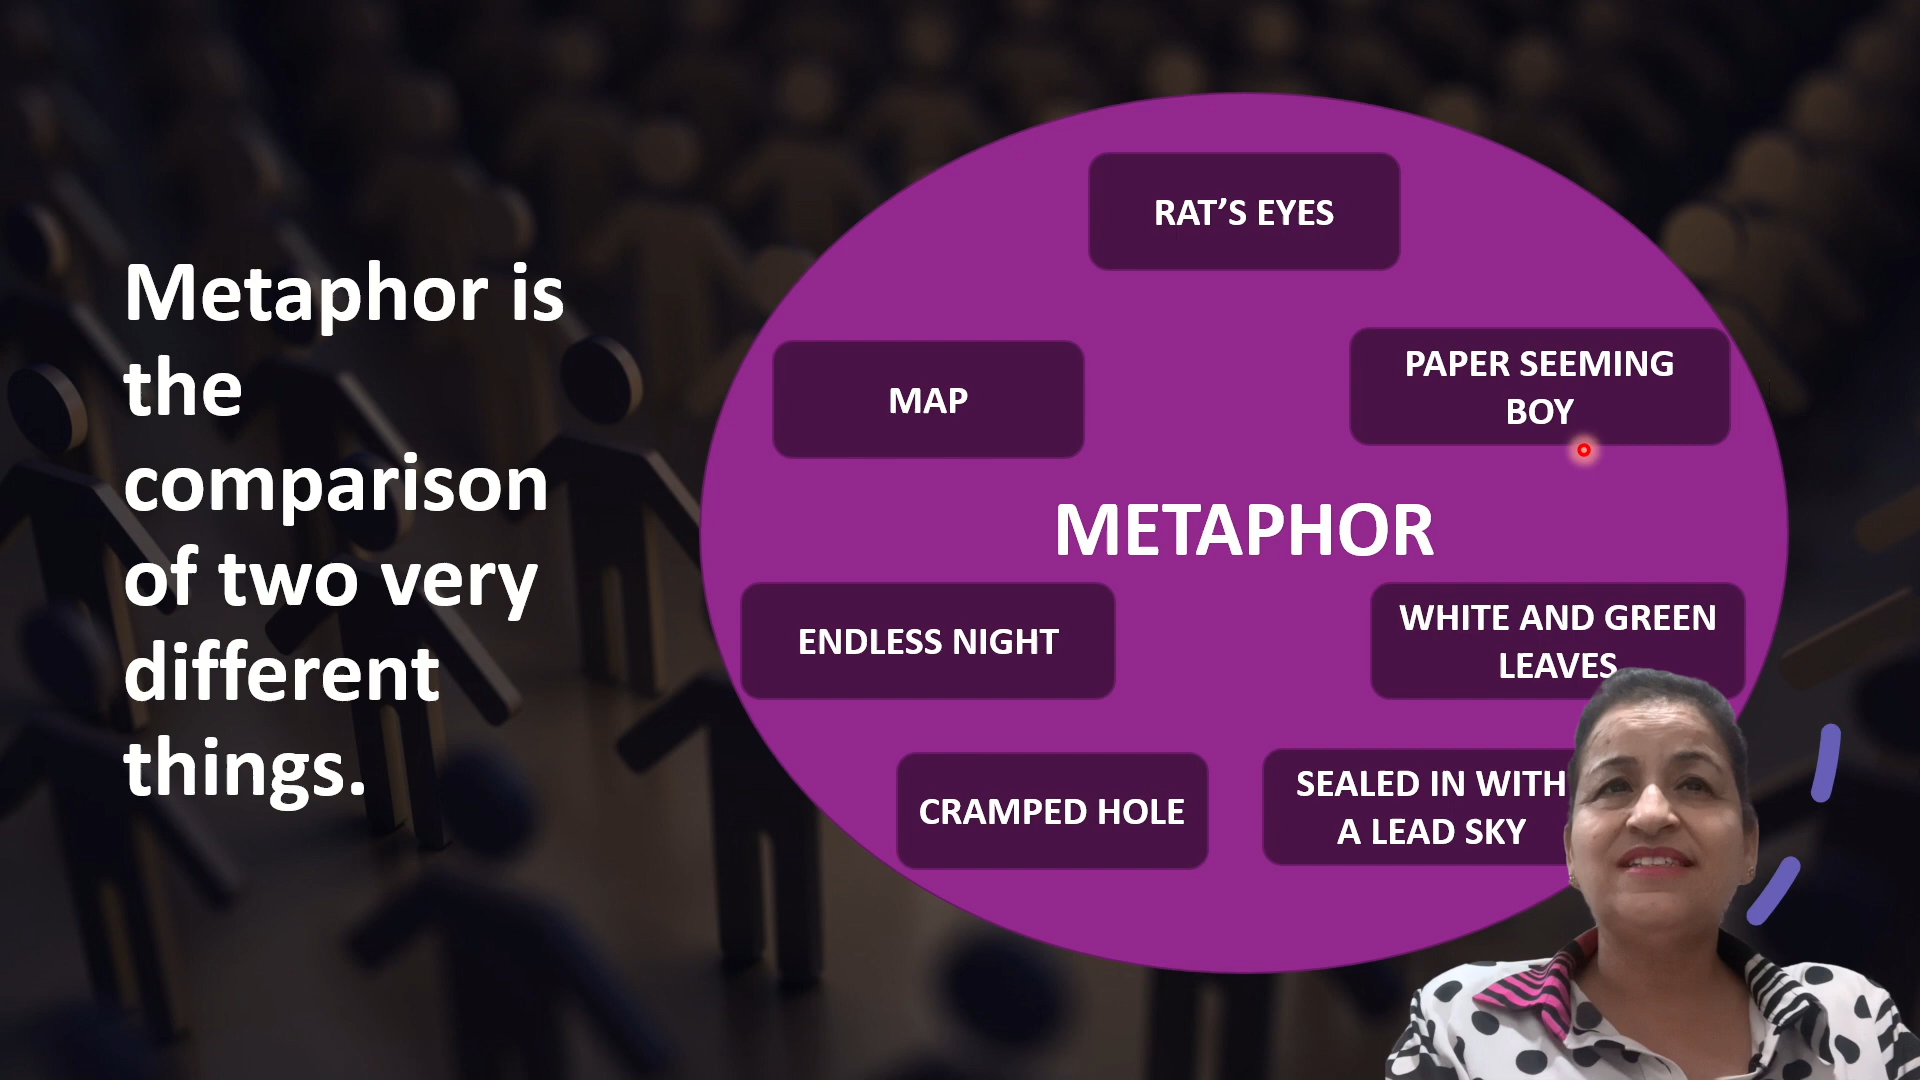 Metaphor is
the
comparison
of two very
different
things.
RAT’S EYES
MAP
PAPER SEEMING
BOY
METAPHOR
ENDLESS NIGHT
WHITE AND GREEN
LEAVES
CRAMPED HOLE
SEALED IN WITH
A LEAD SKY